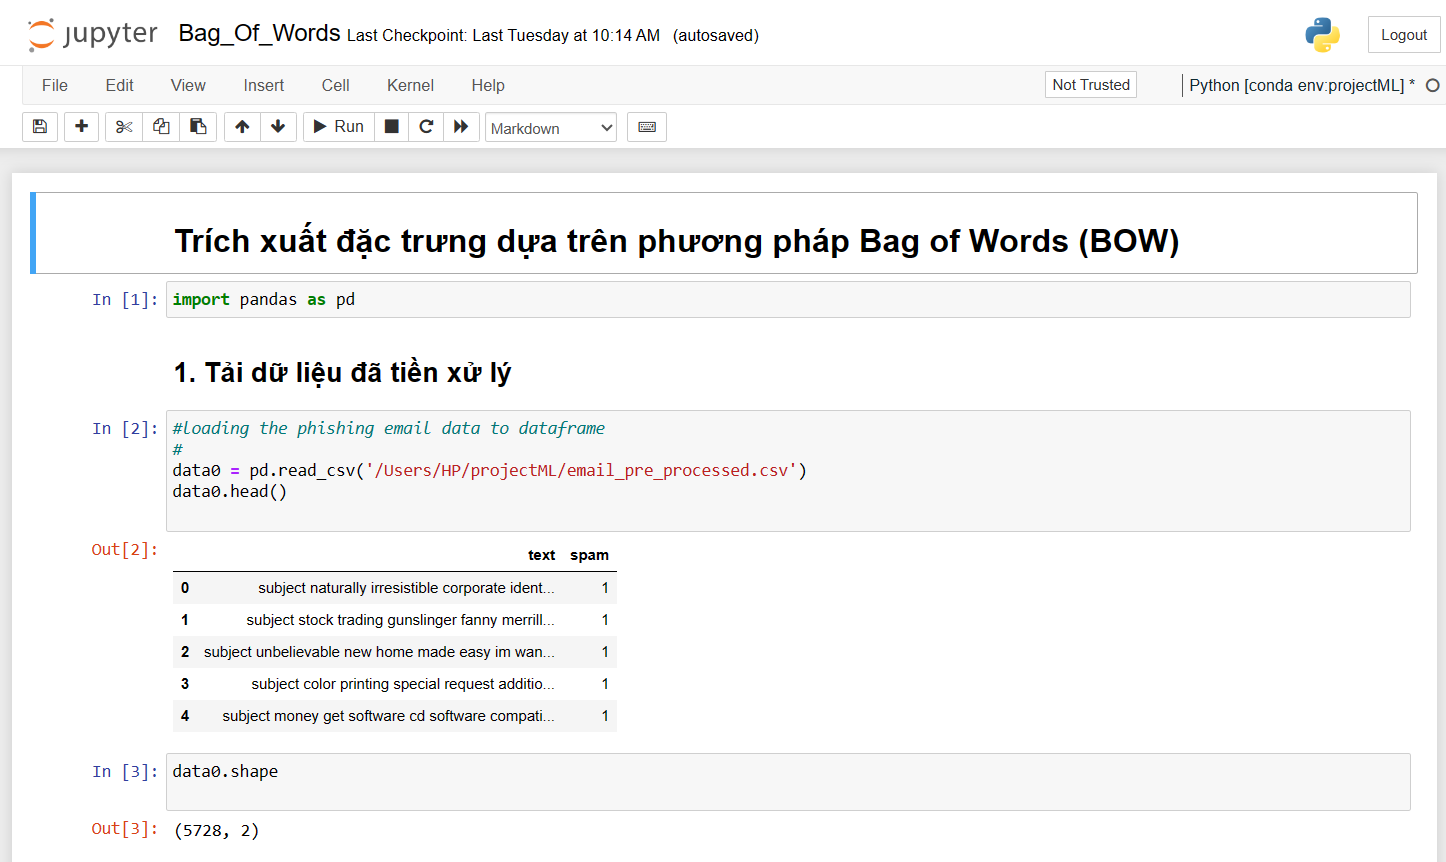 jupyter Bag_Of_Words Last Checkpoint: Last Tuesday at 10:14 AM (autosaved) Logout
File Edit View Insert Cell Kernel Help Not Trusted Python [conda env:projectML] *
Run Markdown
Trích xuất đặc trưng dựa trên phương pháp Bag of Words (BOW)
In [1]: import pandas as pd
1. Tải dữ liệu đã tiền xử lý
In [2]: #loading the phishing email data to dataframe
#
data0 = pd.read_csv('/Users/HP/projectML/email_pre_processed.csv')
data0.head()
Out[2]:
text spam
0 subject naturally irresistible corporate ident... 1
1 subject stock trading gunslinger fanny merrill... 1
2 subject unbelievable new home made easy im wan... 1
3 subject color printing special request additio... 1
4 subject money get software cd software compati... 1
In [3]: data0.shape
Out[3]: (5728, 2)